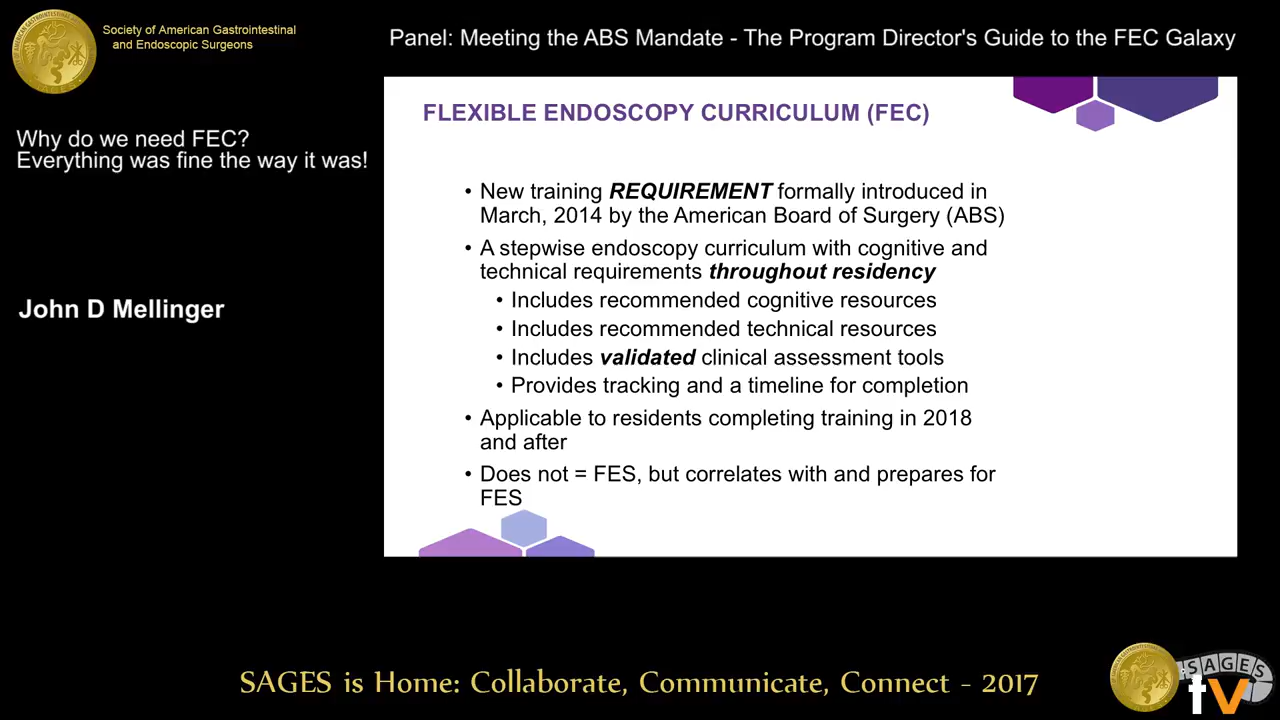 Society of American Gastrointestinal
and Endoscopic Surgeons
Panel: Meeting the ABS Mandate - The Program Director's Guide to the FEC Galaxy
Why do we need FEC?
Everything was fine the way it was!
John D Mellinger
FLEXIBLE ENDOSCOPY CURRICULUM (FEC)
• New training REQUIREMENT formally introduced in
March, 2014 by the American Board of Surgery (ABS)
• A stepwise endoscopy curriculum with cognitive and
technical requirements throughout residency
• Includes recommended cognitive resources
• Includes recommended technical resources
• Includes validated clinical assessment tools
• Provides tracking and a timeline for completion
• Applicable to residents completing training in 2018
and after
• Does not = FES, but correlates with and prepares for
FES
SAGES is Home: Collaborate, Communicate, Connect - 2017
SAGES
tv